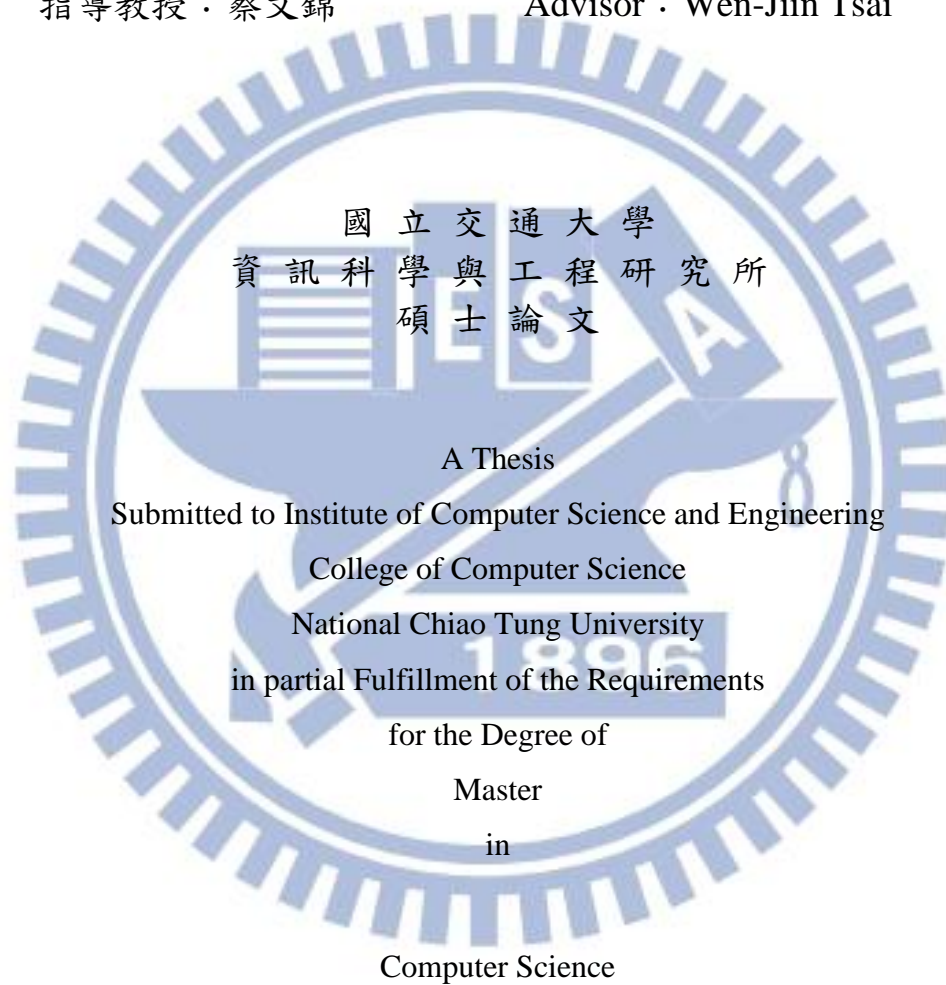 指導教授：蔡文錦 Advisor：Wen-Jiin Tsai
國 立 交 通 大 學
資 訊 科 學 與 工 程 研 究 所
碩 士 論 文
E S A
A Thesis
Submitted to Institute of Computer Science and Engineering
College of Computer Science
National Chiao Tung University
1896
in partial Fulfillment of the Requirements
for the Degree of
Master
in
Computer Science